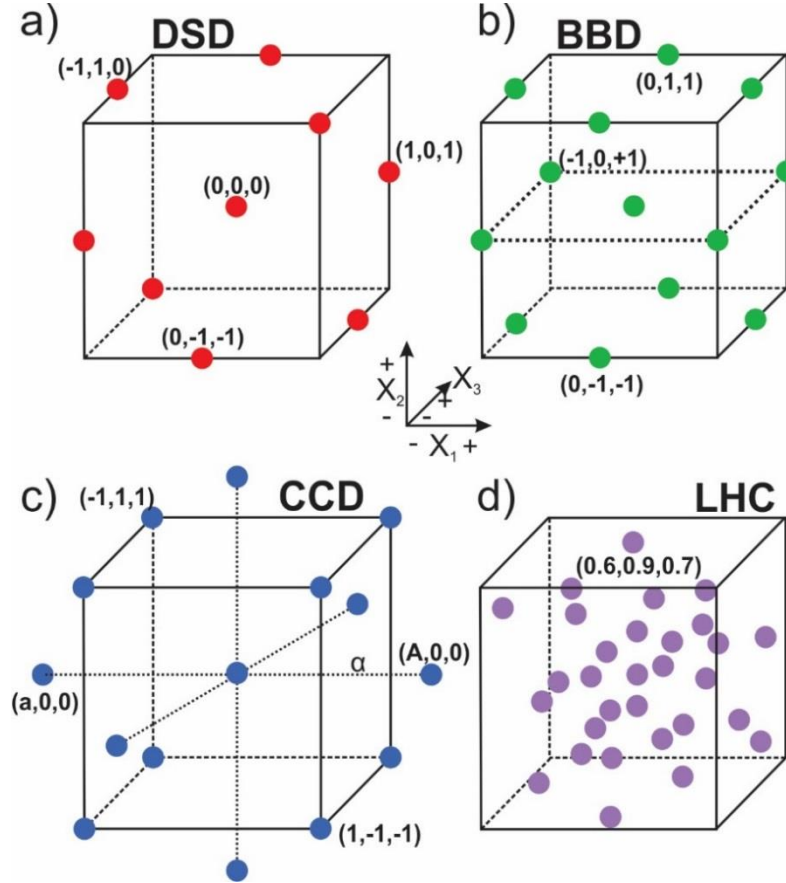 a) DSD
(-1,1,0)
(1,0,1)
(0,0,0)
(0,-1,-1)
b) BBD
(0,1,1)
(-1,0,+1)
(0,-1,-1)
+
X₂
-
X₃
+
-
- X₁ +
c) CCD
(-1,1,1)
α
(A,0,0)
(a,0,0)
(1,-1,-1)
d) LHC
(0.6,0.9,0.7)